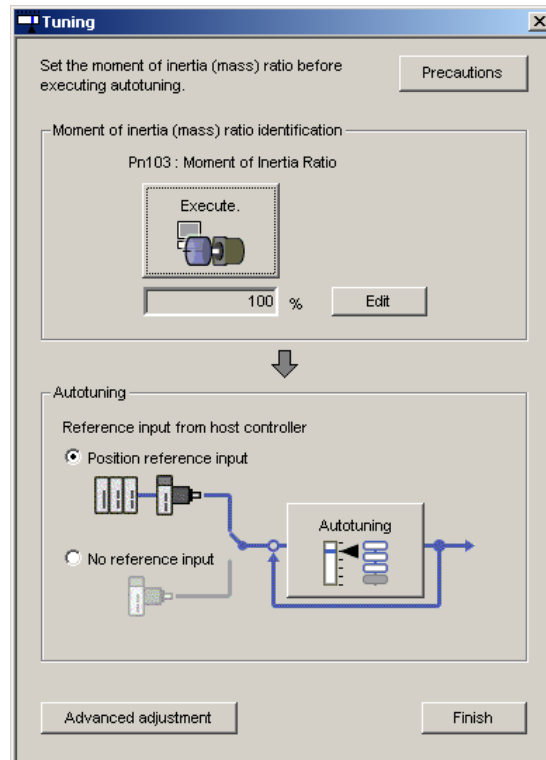 Tuning
Set the moment of inertia (mass) ratio before
executing autotuning.
Precautions
Moment of inertia (mass) ratio identification
Pn103 : Moment of Inertia Ratio
Execute.
100 %
Edit
Autotuning
Reference input from host controller
Position reference input
Autotuning
No reference input
Advanced adjustment
Finish